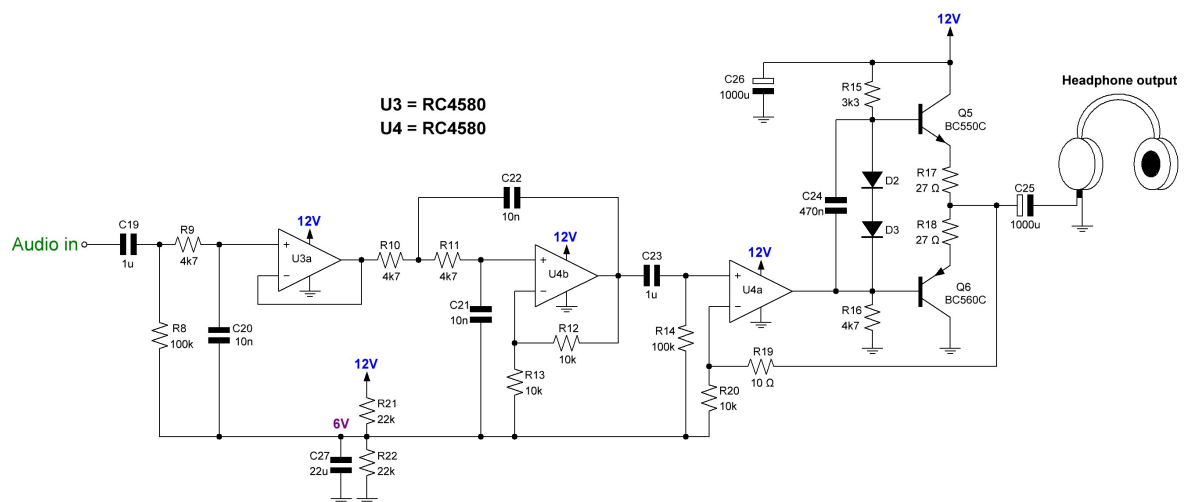 12V
C26
1000u
R15
3k3
Headphone output
U3 = RC4580
U4 = RC4580
Q5
BC550C
C22
10n
D2
R17
27 Ω
C24
470n
C25
1000u
D3
R18
27 Ω
C19
1u
Audio in
R9
4k7
12V
+
−
U3a
R10
4k7
R11
4k7
12V
+
−
U4b
C23
1u
12V
+
−
U4a
Q6
BC560C
R8
100k
C20
10n
C21
10n
R12
10k
R14
100k
R16
4k7
R13
10k
R19
10 Ω
R20
10k
12V
R21
22k
6V
C27
22u
R22
22k